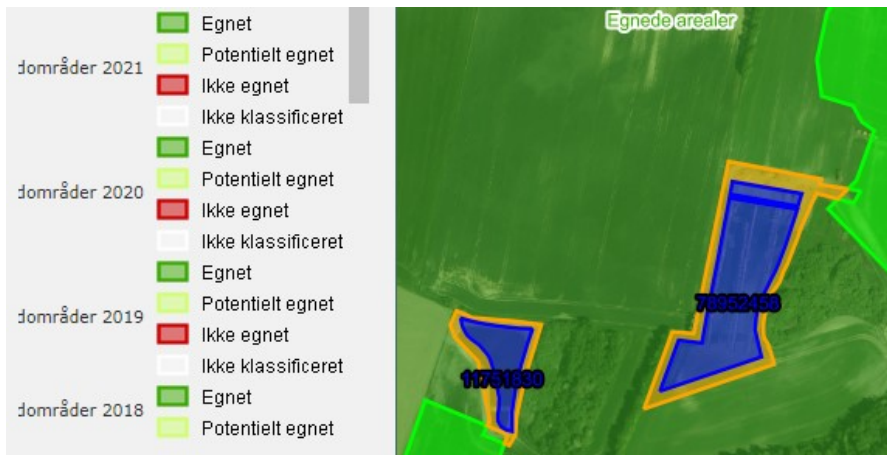 Egnet
Potentielt egnet
dområder 2021
Ikke egnet
Ikke klassificeret
Egnet
Potentielt egnet
dområder 2020
Ikke egnet
Ikke klassificeret
Egnet
Potentielt egnet
dområder 2019
Ikke egnet
Ikke klassificeret
Egnet
dområder 2018
Potentielt egnet
Egnede arealer
78952458
11751830